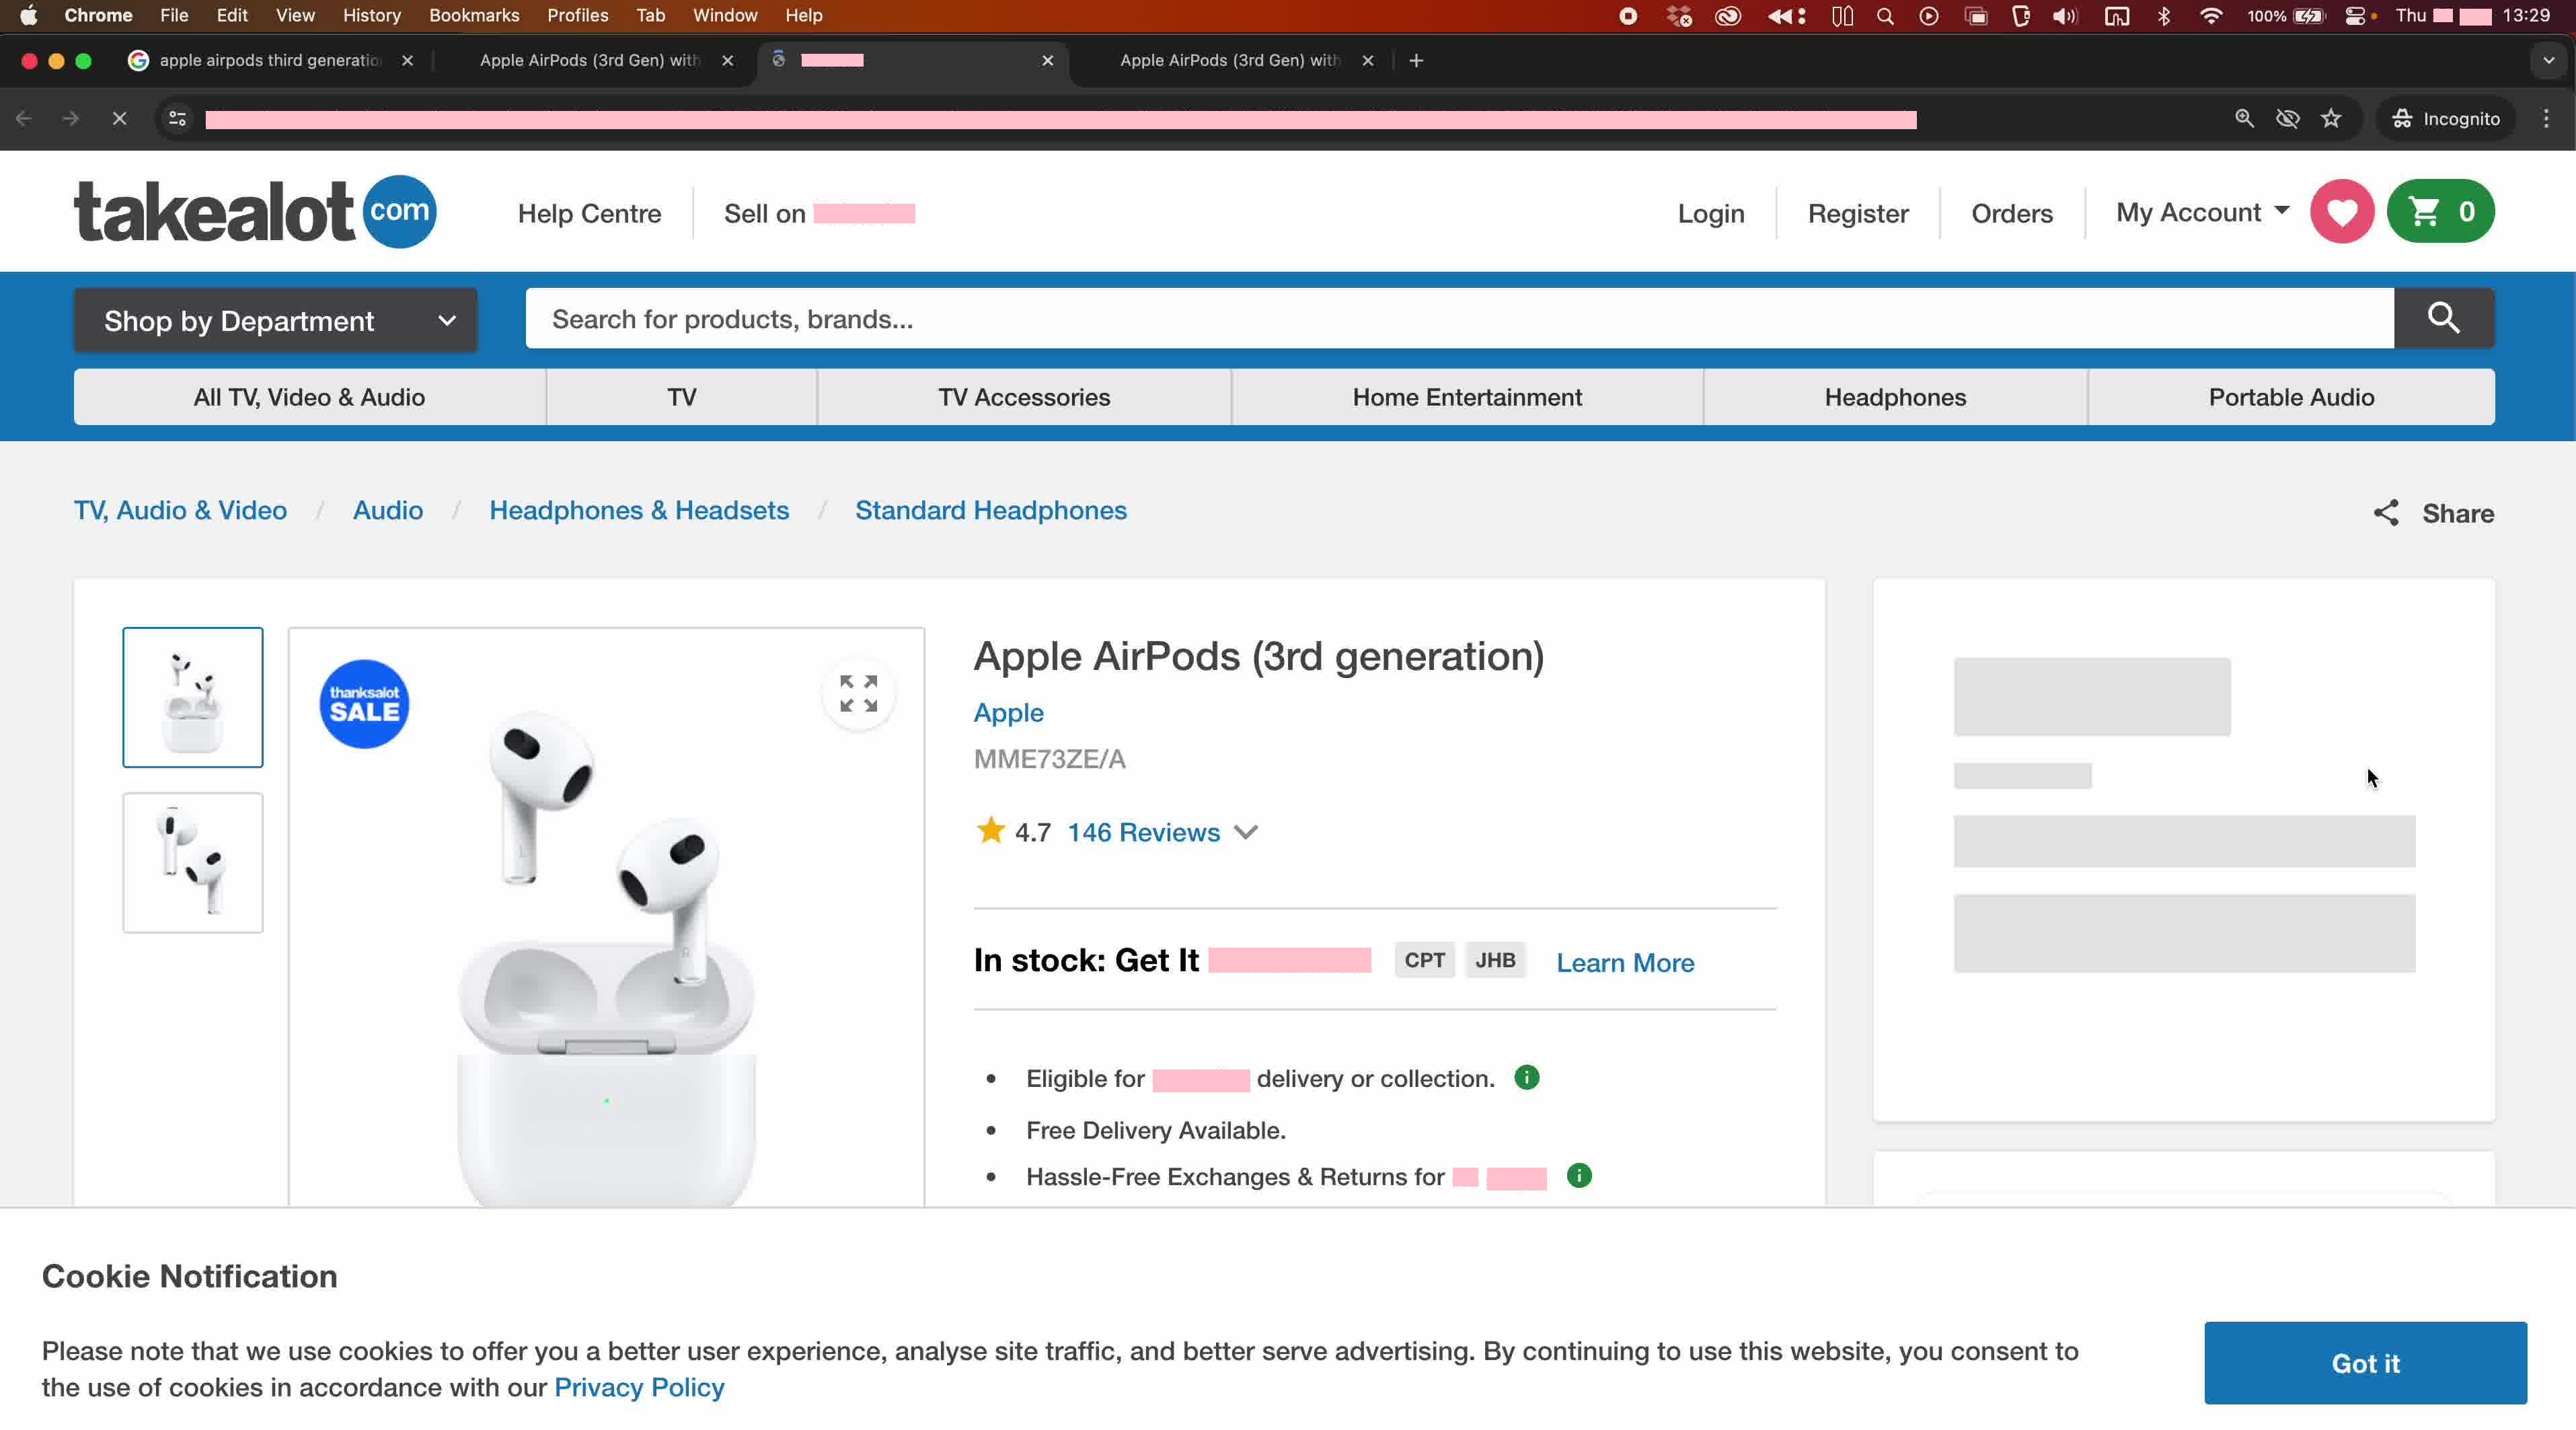 Chrome File Edit View History Bookmarks Profiles Tab Window Help 100% Thu 13:29
apple airpods third generatio Apple AirPods (3rd Gen) with Apple AirPods (3rd Gen) with
Incognito
takealot com Help Centre Sell on Login Register Orders My Account 0
Shop by Department Search for products, brands...
All TV, Video & Audio TV TV Accessories Home Entertainment Headphones Portable Audio
TV, Audio & Video / Audio / Headphones & Headsets / Standard Headphones Share
thanksalot
SALE
Apple AirPods (3rd generation)
Apple
MME73ZE/A
4.7 146 Reviews
In stock: Get It CPT JHB Learn More
• Eligible for delivery or collection. i
• Free Delivery Available.
• Hassle-Free Exchanges & Returns for i
Cookie Notification
Please note that we use cookies to offer you a better user experience, analyse site traffic, and better serve advertising. By continuing to use this website, you consent to
the use of cookies in accordance with our Privacy Policy
Got it